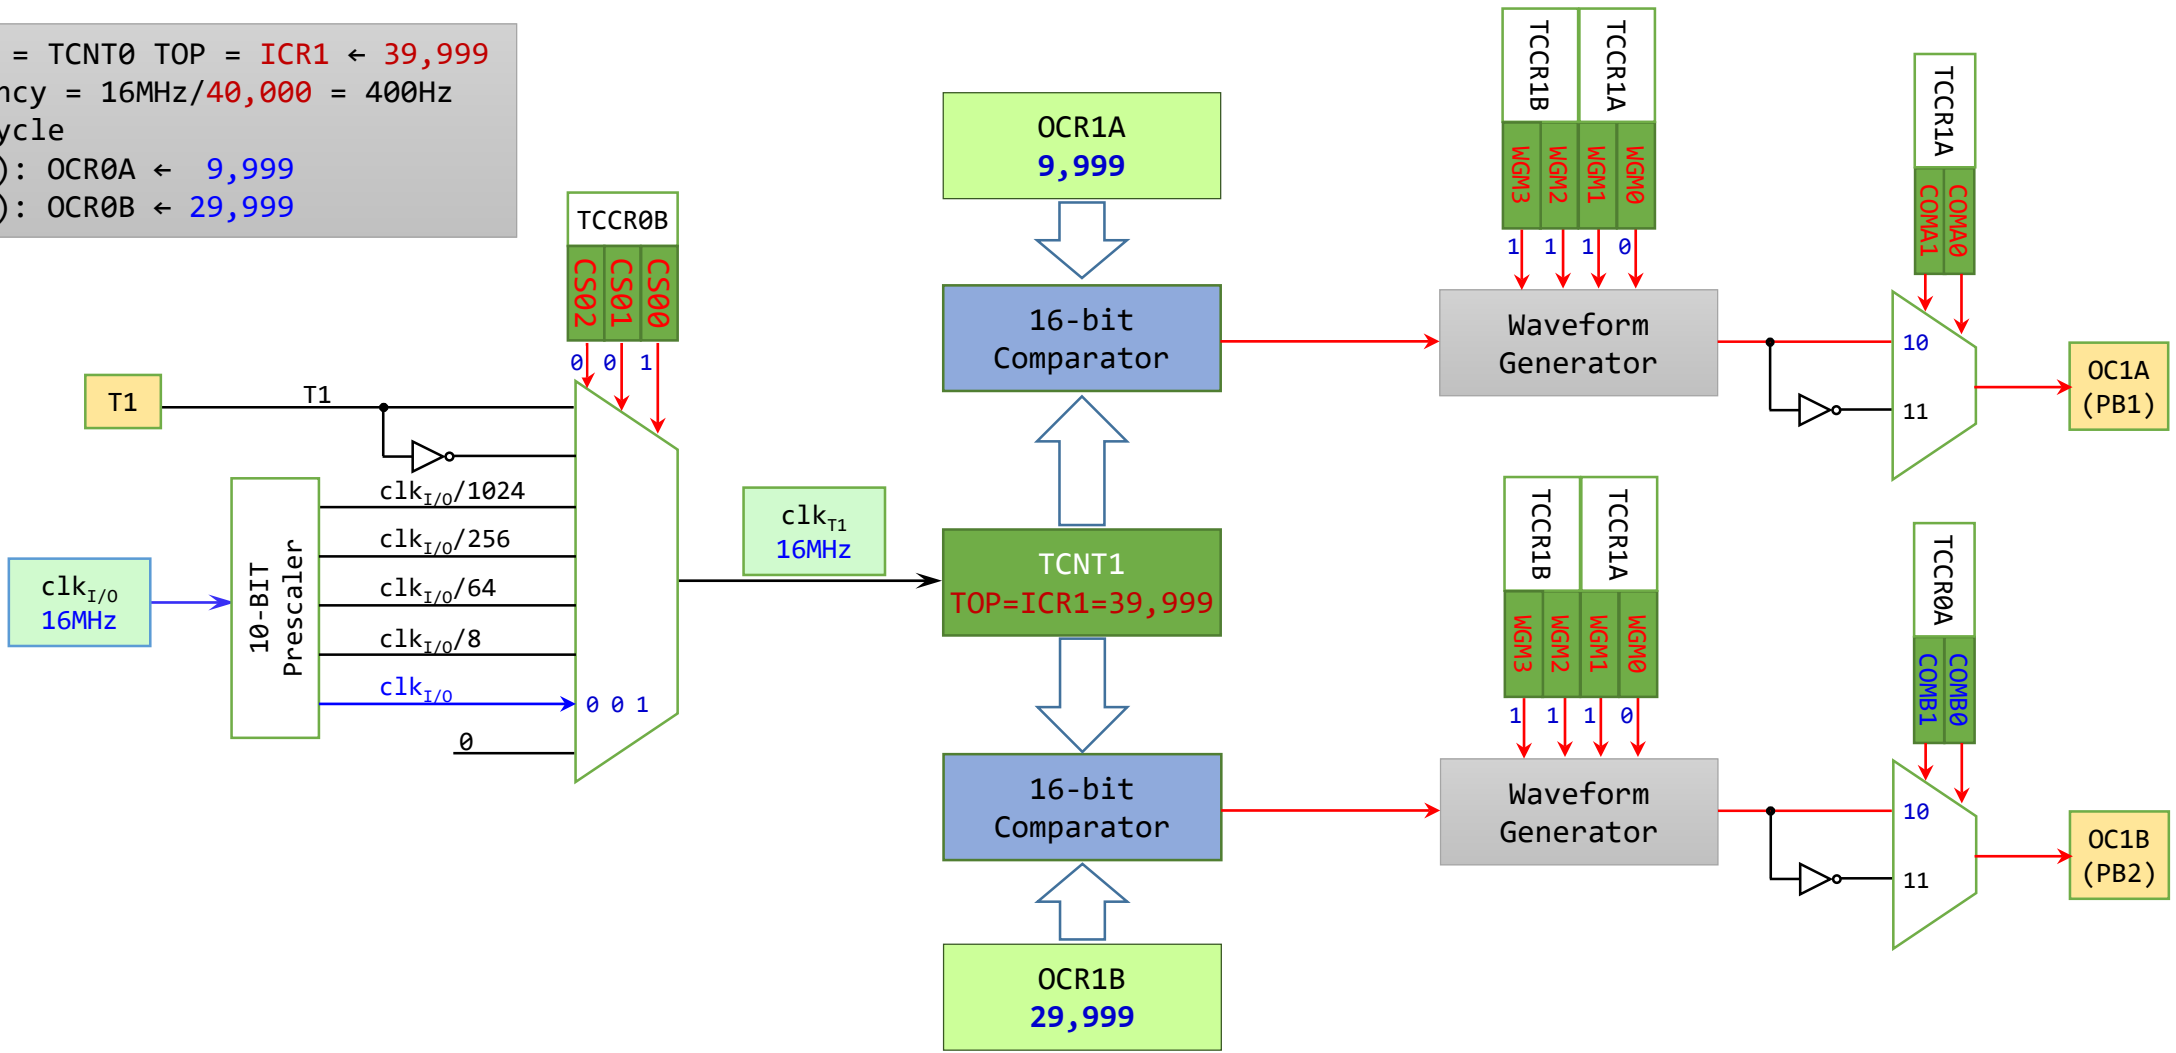 = TCNT0 TOP = ICR1 ← 39,999
ncy = 16MHz/40,000 = 400Hz
ycle
): OCR0A ← 9,999
): OCR0B ← 29,999
TCCR0B
CS02 CS01 CS00
0 0 1
T1
T1
clkI/O/1024
clkI/O/256
clkI/O/64
clkI/O/8
clkI/O
0 0 1
0
10-BIT
Prescaler
clkI/O
16MHz
clkT1
16MHz
OCR1A
9,999
16-bit
Comparator
TCNT1
TOP=ICR1=39,999
16-bit
Comparator
OCR1B
29,999
TCCR1B TCCR1A
WGM3 WGM2 WGM1 WGM0
1 1 1 0
Waveform
Generator
TCCR1A
COMA1 COMA0
10
11
OC1A
(PB1)
TCCR1B TCCR1A
WGM3 WGM2 WGM1 WGM0
1 1 1 0
Waveform
Generator
TCCR0A
COMB1 COMB0
10
11
OC1B
(PB2)